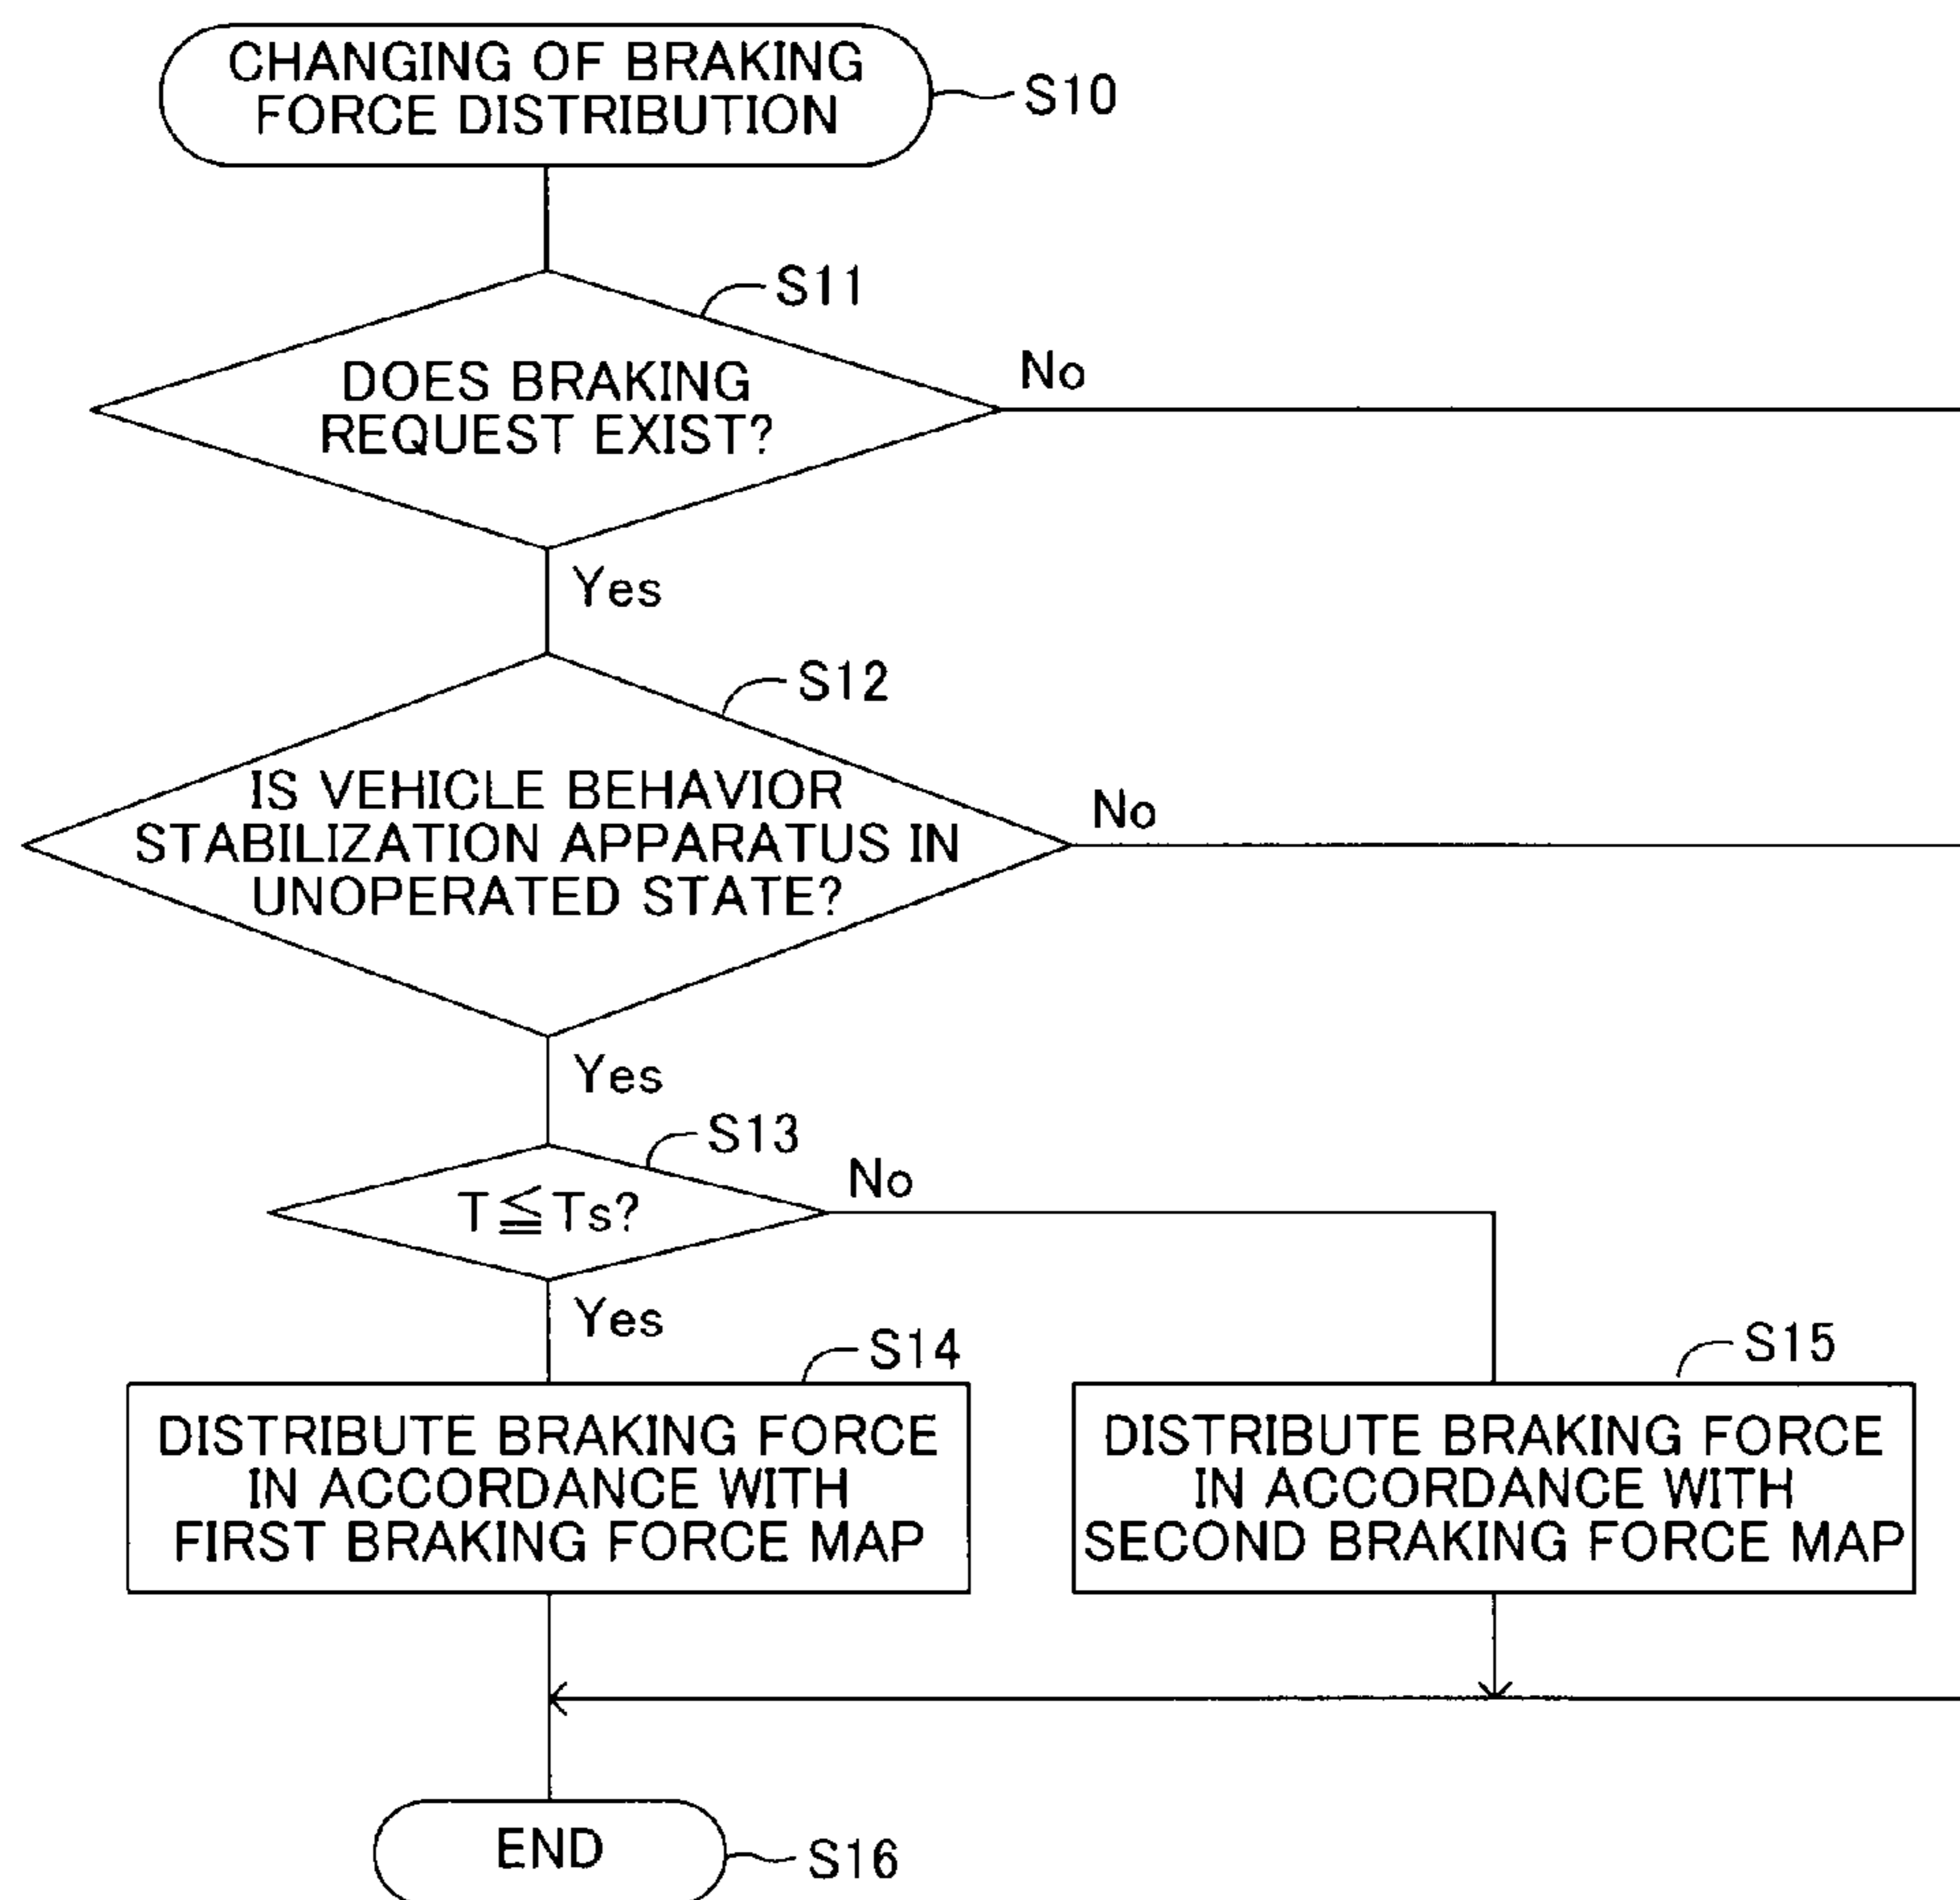 CHANGING OF BRAKING
FORCE DISTRIBUTION
S10
S11
DOES BRAKING
REQUEST EXIST?
No
Yes
S12
IS VEHICLE BEHAVIOR
STABILIZATION APPARATUS IN
UNOPERATED STATE?
No
Yes
S13
T≦Ts?
No
Yes
S14
DISTRIBUTE BRAKING FORCE
IN ACCORDANCE WITH
FIRST BRAKING FORCE MAP
S15
DISTRIBUTE BRAKING FORCE
IN ACCORDANCE WITH
SECOND BRAKING FORCE MAP
END
S16